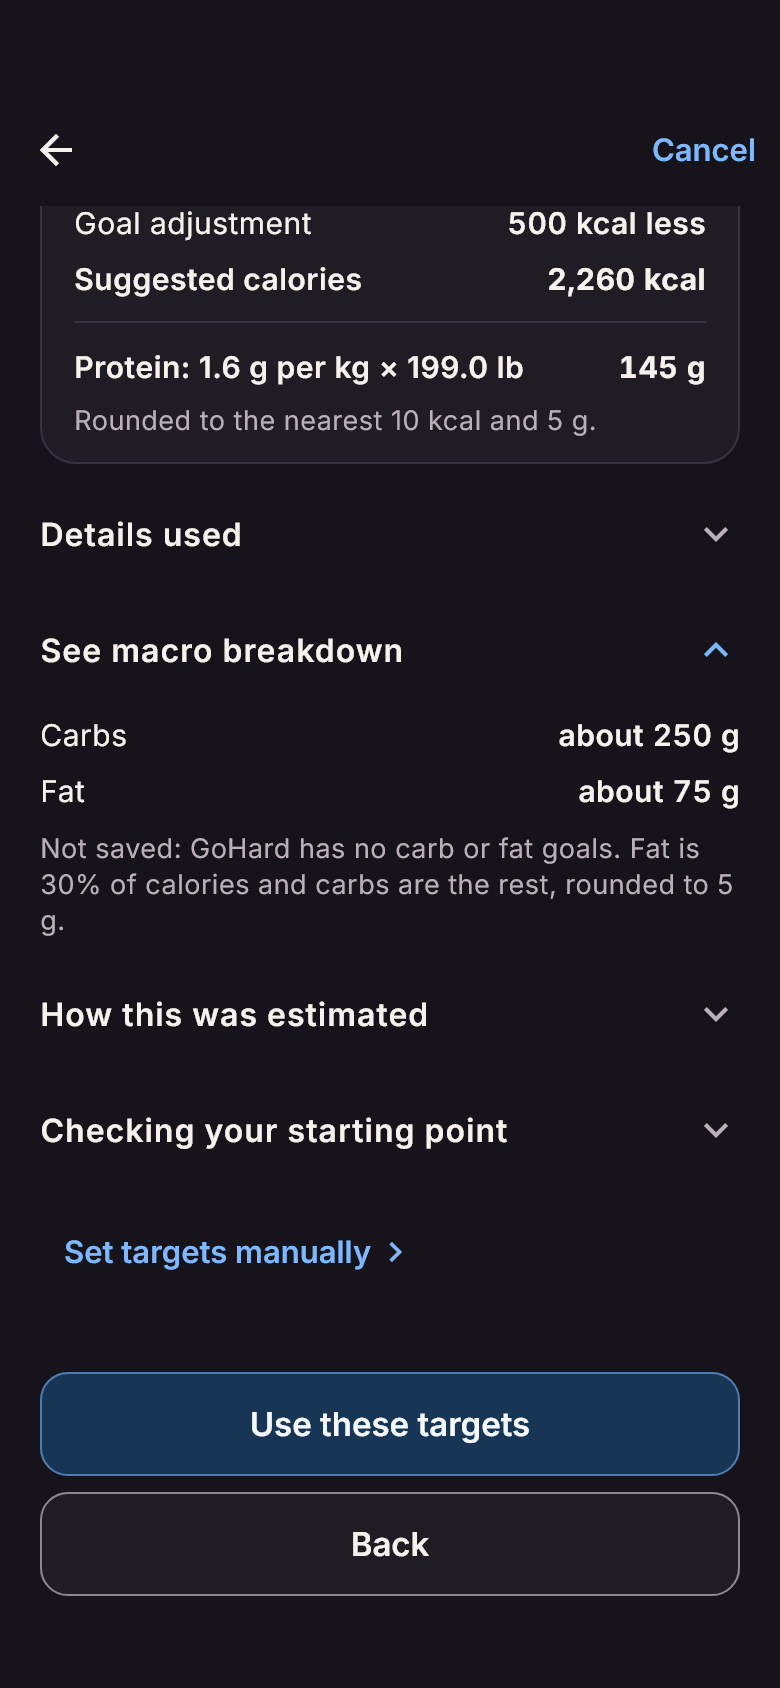 Cancel
Goal adjustment 500 kcal less
Suggested calories 2,260 kcal
Protein: 1.6 g per kg × 199.0 lb 145 g
Rounded to the nearest 10 kcal and 5 g.
Details used
See macro breakdown
Carbs about 250 g
Fat about 75 g
Not saved: GoHard has no carb or fat goals. Fat is
30% of calories and carbs are the rest, rounded to 5
g.
How this was estimated
Checking your starting point
Set targets manually
Use these targets
Back